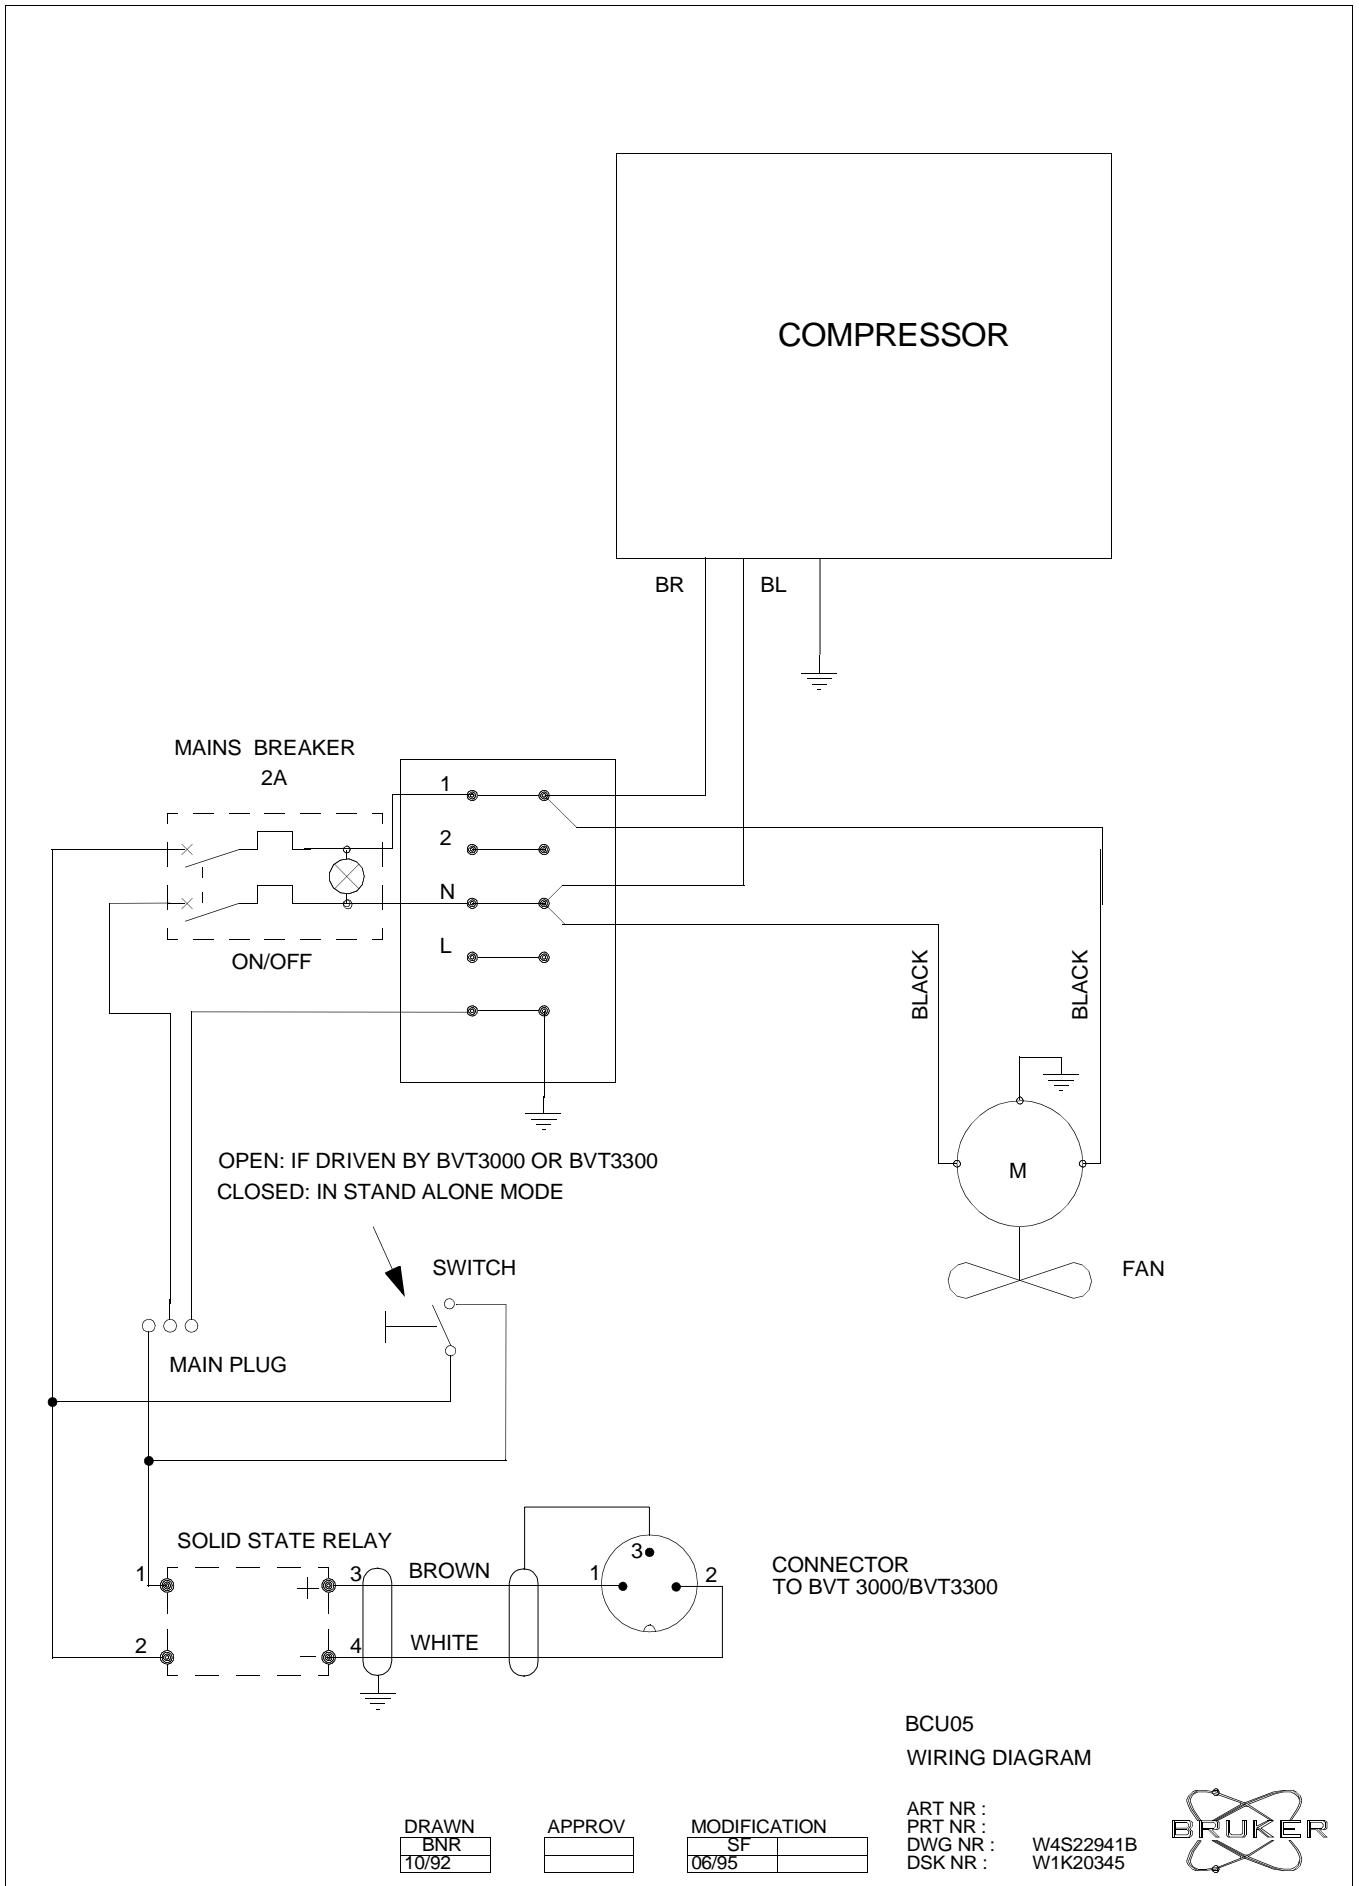 COMPRESSOR
BR
BL
MAINS BREAKER
2A
1
2
N
L
ON/OFF
BLACK
BLACK
M
FAN
OPEN: IF DRIVEN BY BVT3000 OR BVT3300
CLOSED: IN STAND ALONE MODE
SWITCH
MAIN PLUG
SOLID STATE RELAY
1
2
+
-
3
4
BROWN
WHITE
3
1
2
CONNECTOR
TO BVT 3000/BVT3300
BCU05
WIRING DIAGRAM
DRAWN
BNR
10/92
APPROV
MODIFICATION
SF
06/95
ART NR :
PRT NR :
DWG NR : W4S22941B
DSK NR : W1K20345
BRUKER